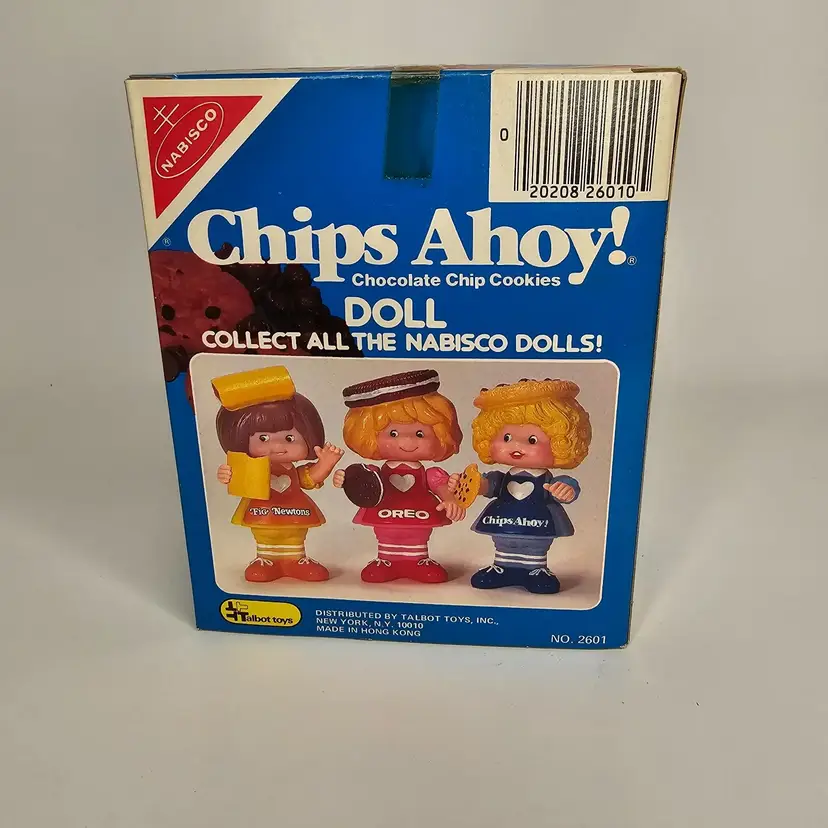 NABISCO
0
20208 26010
Chips Ahoy!®
®
Chocolate Chip Cookies
DOLL
COLLECT ALL THE NABISCO DOLLS!
Fig Newtons
OREO
Chips Ahoy!
Talbot toys
DISTRIBUTED BY TALBOT TOYS, INC.,
NEW YORK, N.Y. 10010
MADE IN HONG KONG
NO. 2601